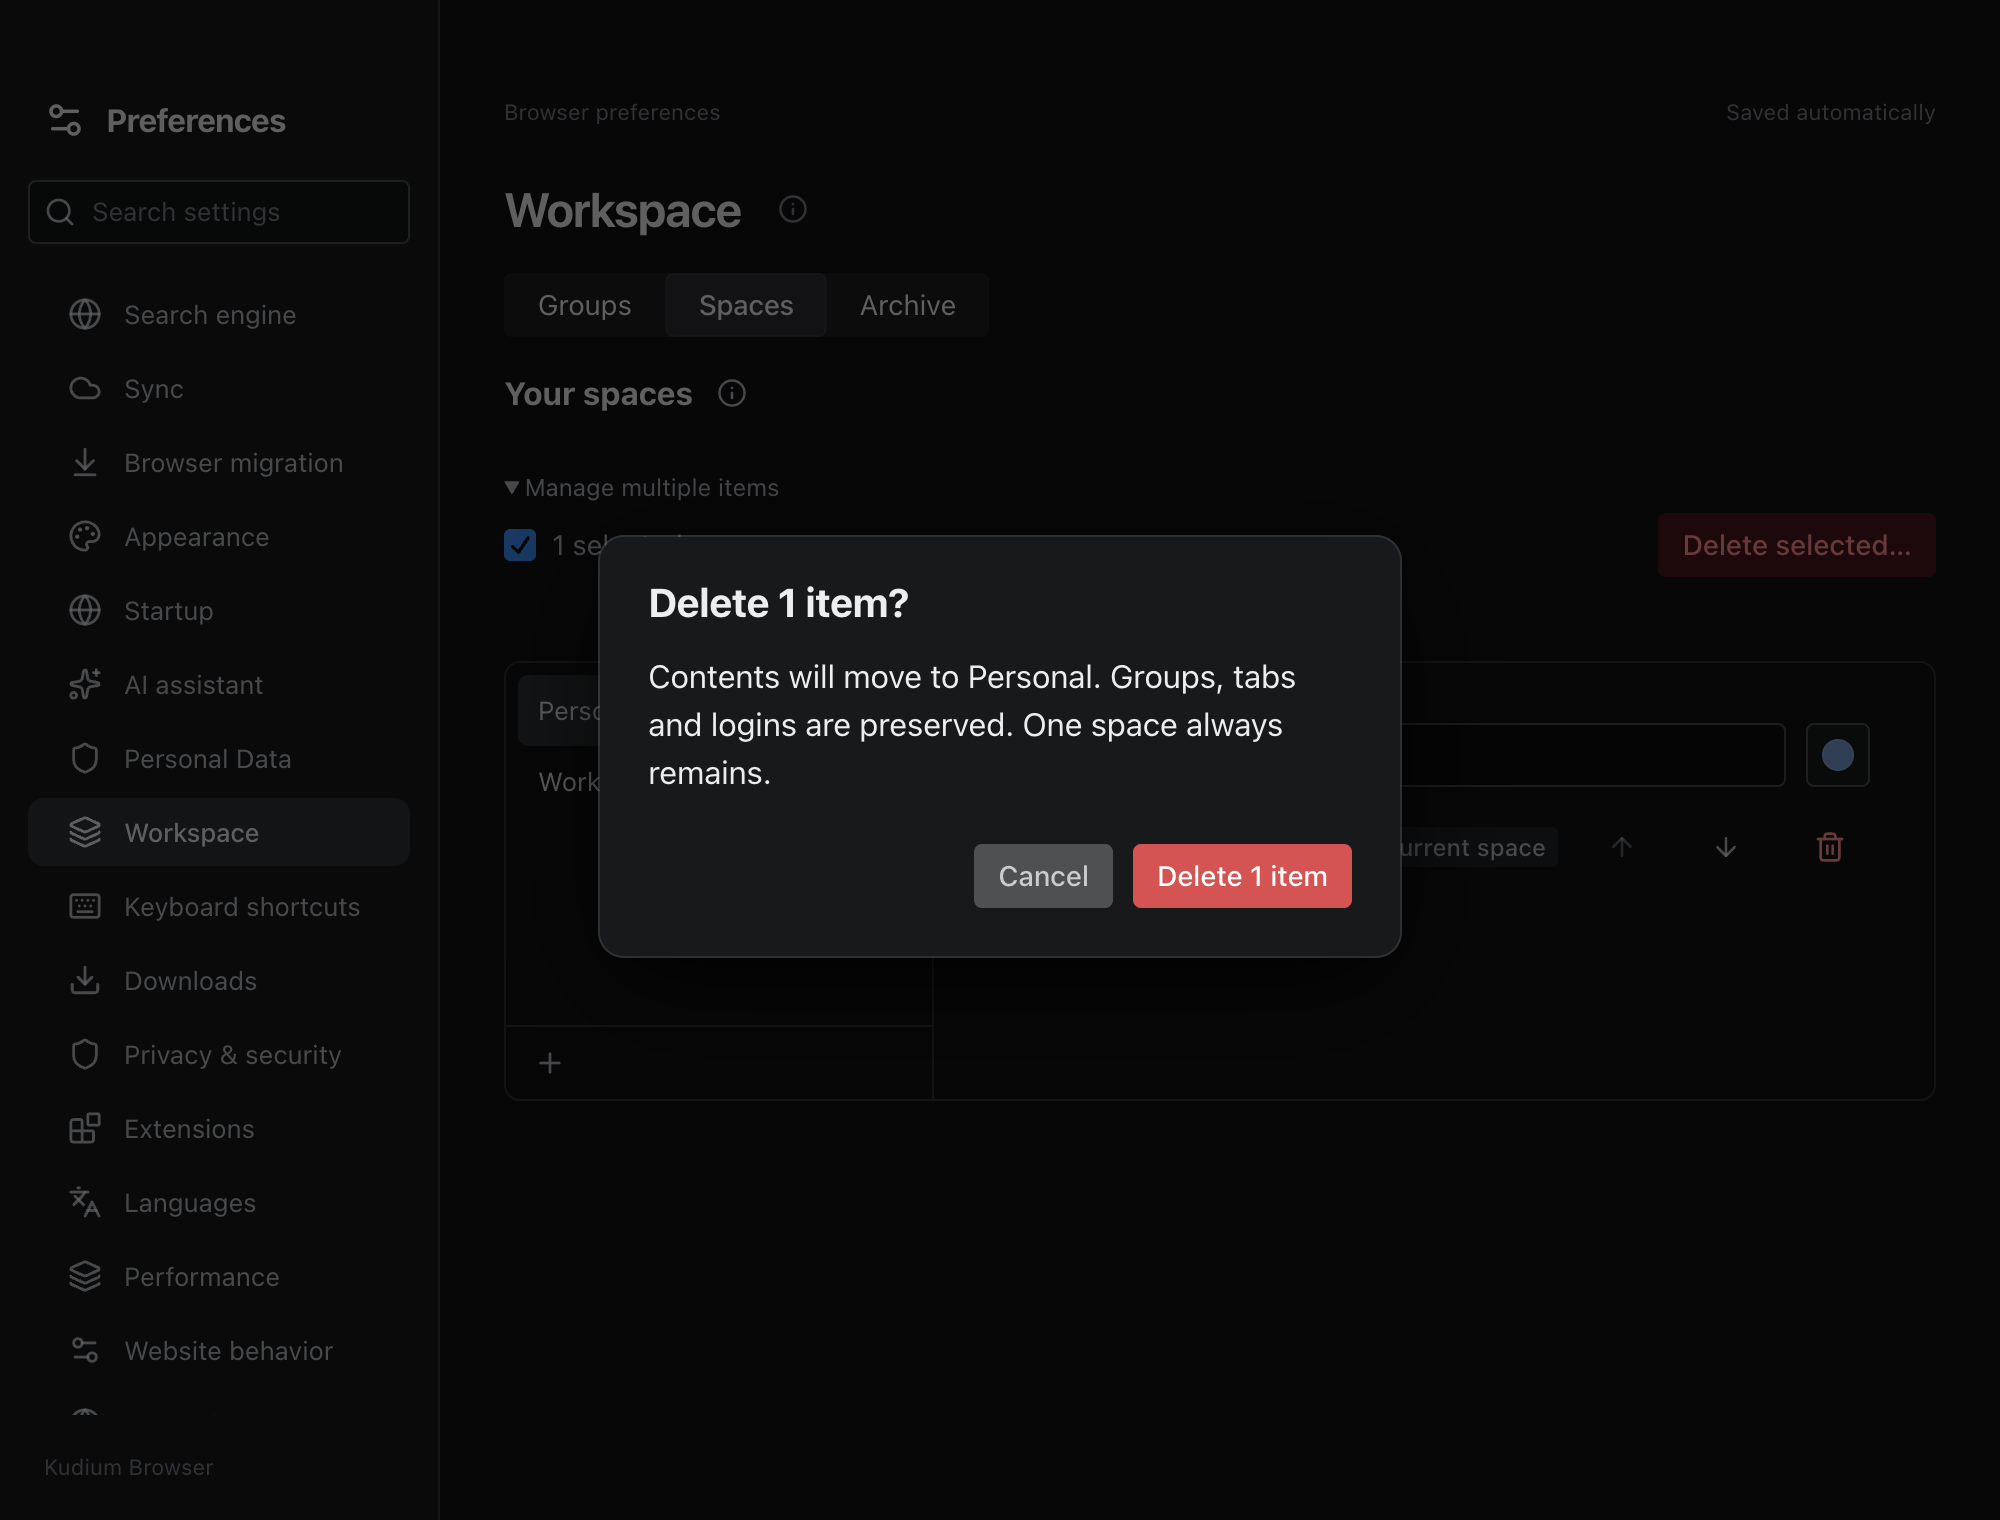 Preferences
Search settings
Search engine
Sync
Browser migration
Appearance
Startup
AI assistant
Personal Data
Workspace
Keyboard shortcuts
Downloads
Privacy & security
Extensions
Languages
Performance
Website behavior
Kudium Browser
Browser preferences
Saved automatically
Workspace
Groups Spaces Archive
Your spaces
Manage multiple items
1
Delete selected...
Delete 1 item?
Contents will move to Personal. Groups, tabs
and logins are preserved. One space always
remains.
Cancel
Delete 1 item
Work
space